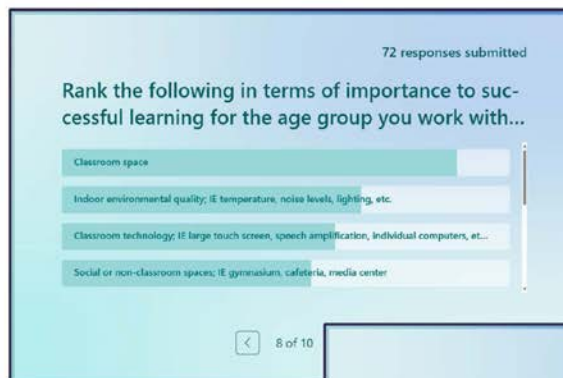 72 responses submitted
Rank the following in terms of importance to suc-
cessful learning for the age group you work with...
Classroom space
Indoor environmental quality; IE temperature, noise levels, lighting, etc.
Classroom technology; IE large touch screen, speech amplification, individual computers, et...
Social or non-classroom spaces; IE gymnasium, cafeteria, media center
8 of 10